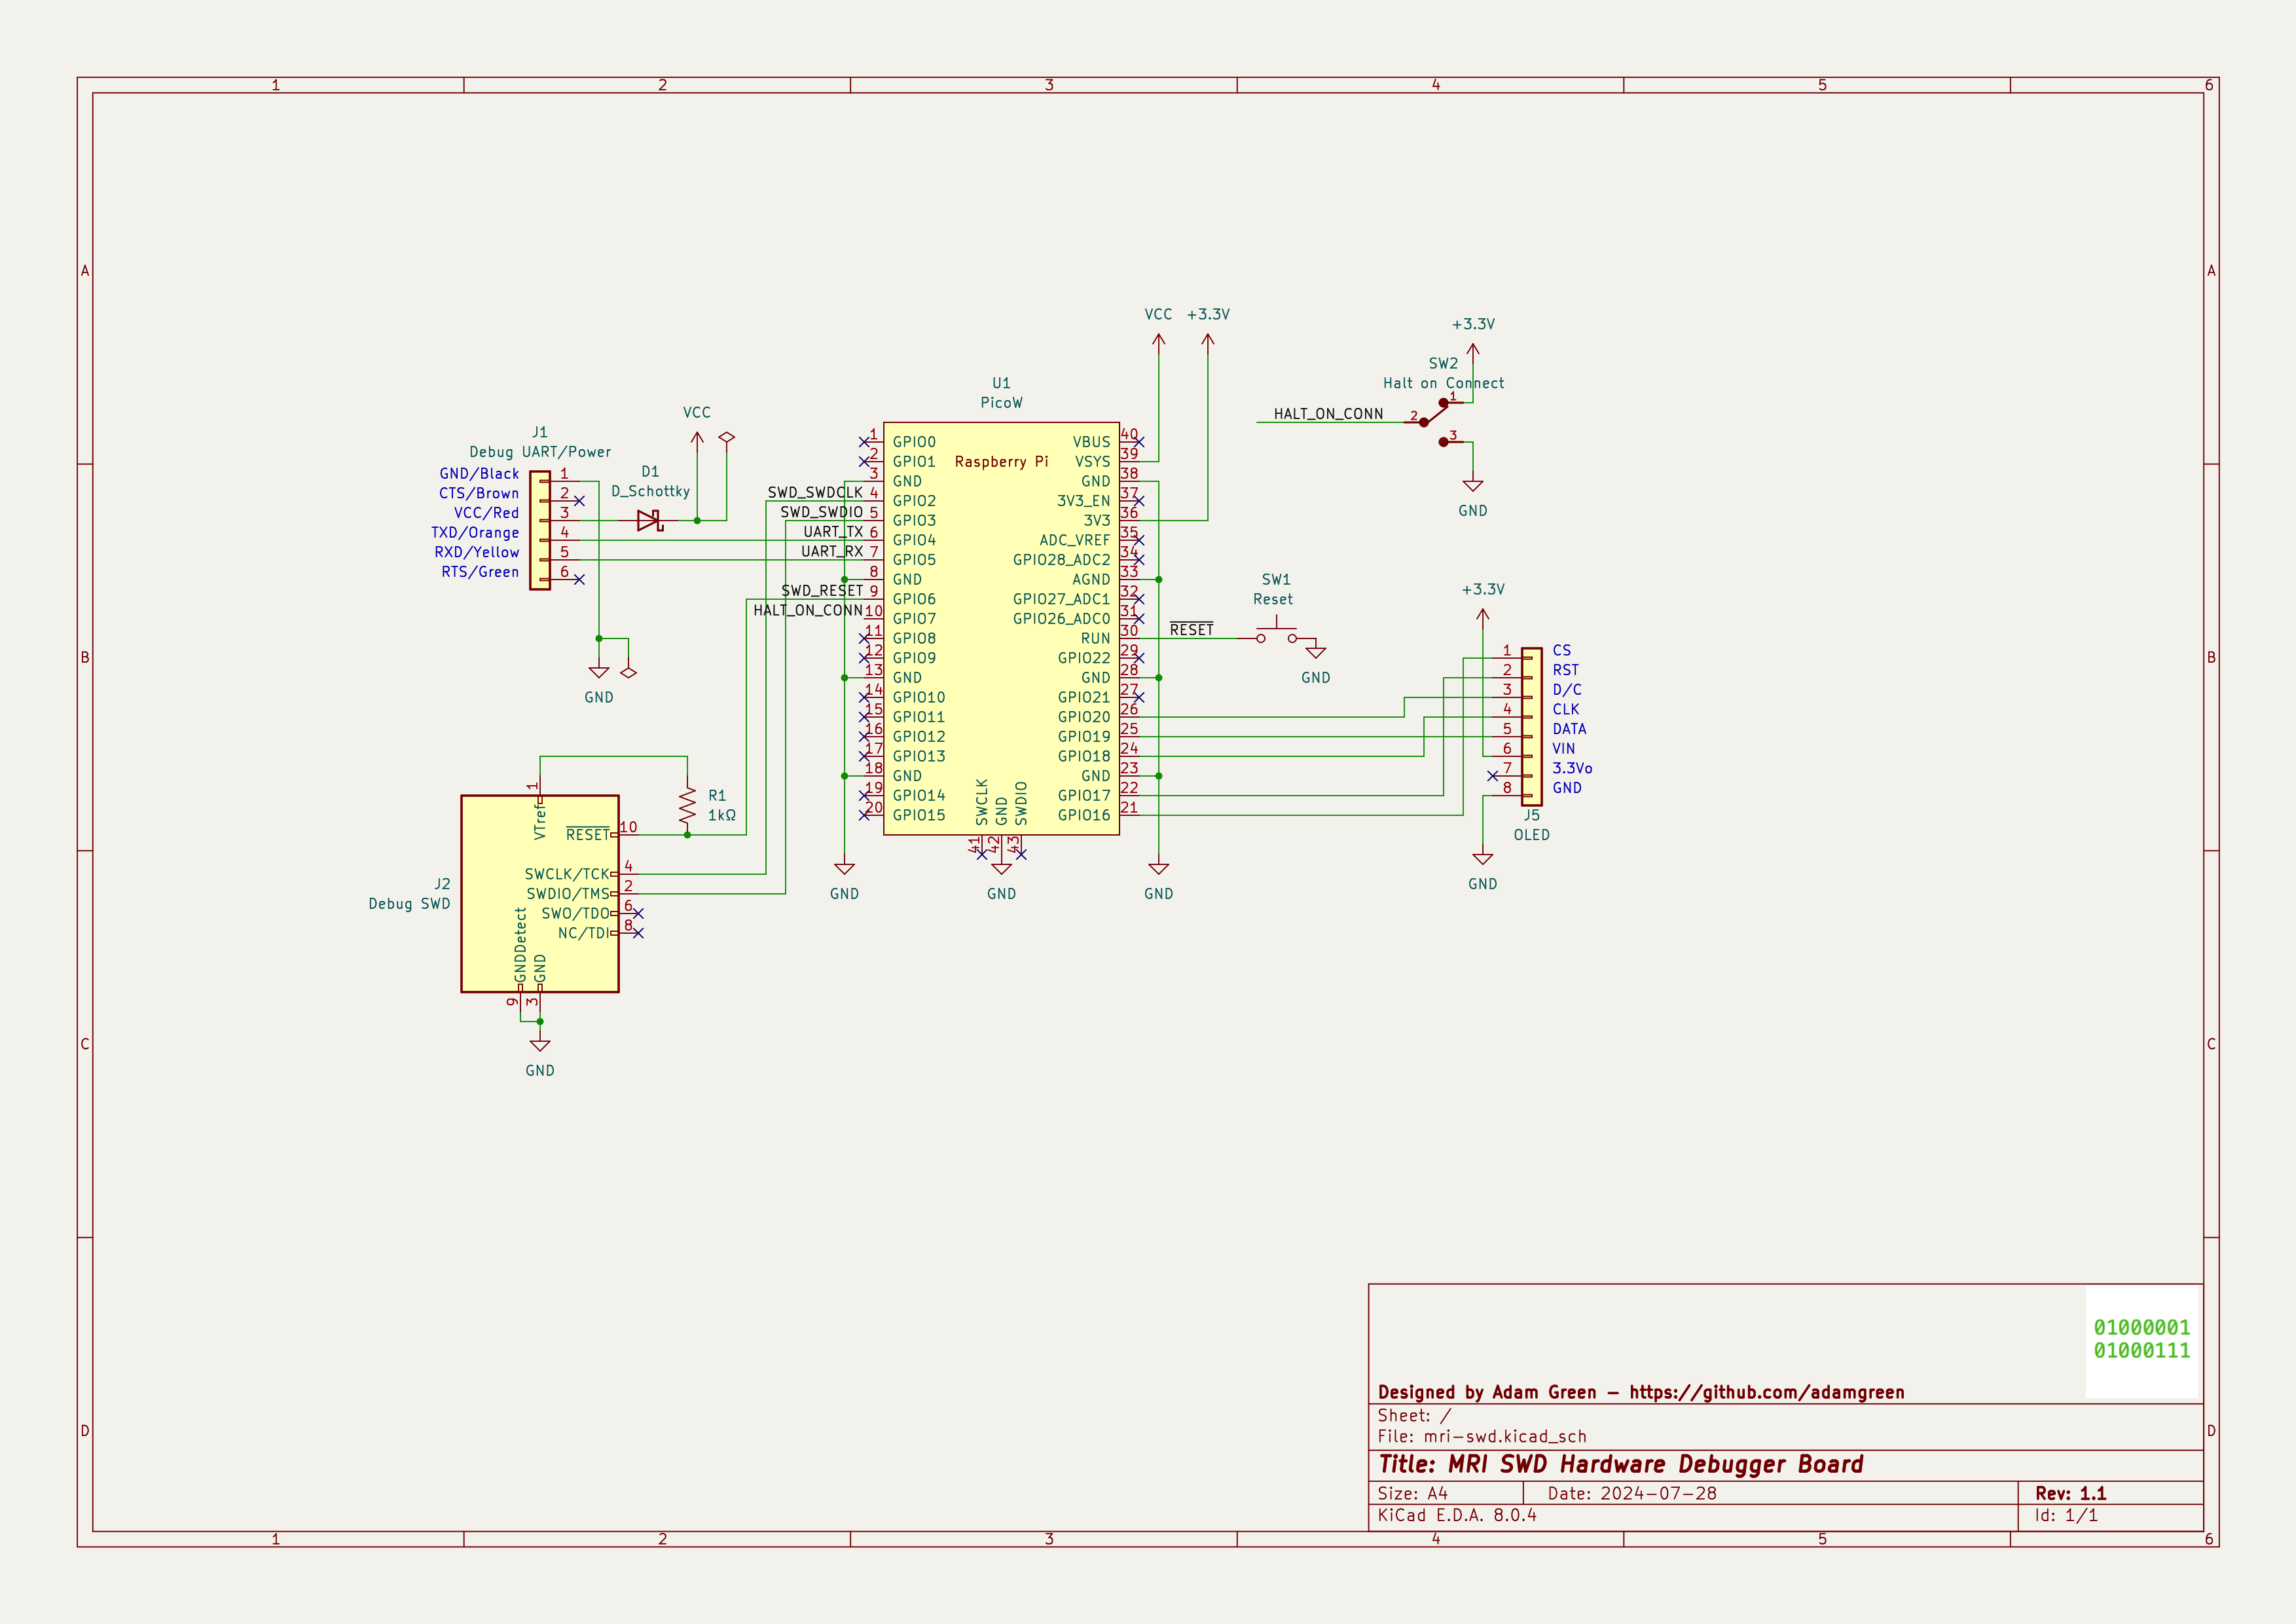 1 2 3 4 5 6
A
B
C
D
A
B
C
D
VCC
J1
Debug UART/Power
GND/Black 1
CTS/Brown 2
VCC/Red 3
TXD/Orange 4
RXD/Yellow 5
RTS/Green 6
D1
D_Schottky
GND
SWD_SWDCLK
SWD_SWDIO
UART_TX
UART_RX
SWD_RESET
HALT_ON_CONN
U1
PicoW
Raspberry Pi
1 GPIO0
2 GPIO1
3 GND
4 GPIO2
5 GPIO3
6 GPIO4
7 GPIO5
8 GND
9 GPIO6
10 GPIO7
11 GPIO8
12 GPIO9
13 GND
14 GPIO10
15 GPIO11
16 GPIO12
17 GPIO13
18 GND
19 GPIO14
20 GPIO15
VBUS 40
VSYS 39
GND 38
3V3_EN 37
3V3 36
ADC_VREF 35
GPIO28_ADC2 34
AGND 33
GPIO27_ADC1 32
GPIO26_ADC0 31
RUN 30
GPIO22 29
GND 28
GPIO21 27
GPIO20 26
GPIO19 25
GPIO18 24
GND 23
GPIO17 22
GPIO16 21
SWCLK 41
GND 42
SWDIO 43
GND
GND
GND
VCC
+3.3V
+3.3V
SW2
Halt on Connect
HALT_ON_CONN
1
2
3
GND
SW1
Reset
RESET
GND
+3.3V
1 CS
2 RST
3 D/C
4 CLK
5 DATA
6 VIN
7 3.3Vo
8 GND
J5
OLED
GND
R1
1kΩ
J2
Debug SWD
1
VTref
RESET 10
SWCLK/TCK 4
SWDIO/TMS 2
SWO/TDO 6
NC/TDI 8
GNDDetect 9
GND 3
GND
01000001
01000111
Designed by Adam Green - https://github.com/adamgreen
Sheet: /
File: mri-swd.kicad_sch
Title: MRI SWD Hardware Debugger Board
Size: A4 Date: 2024-07-28 Rev: 1.1
KiCad E.D.A. 8.0.4 Id: 1/1
1 2 3 4 5 6